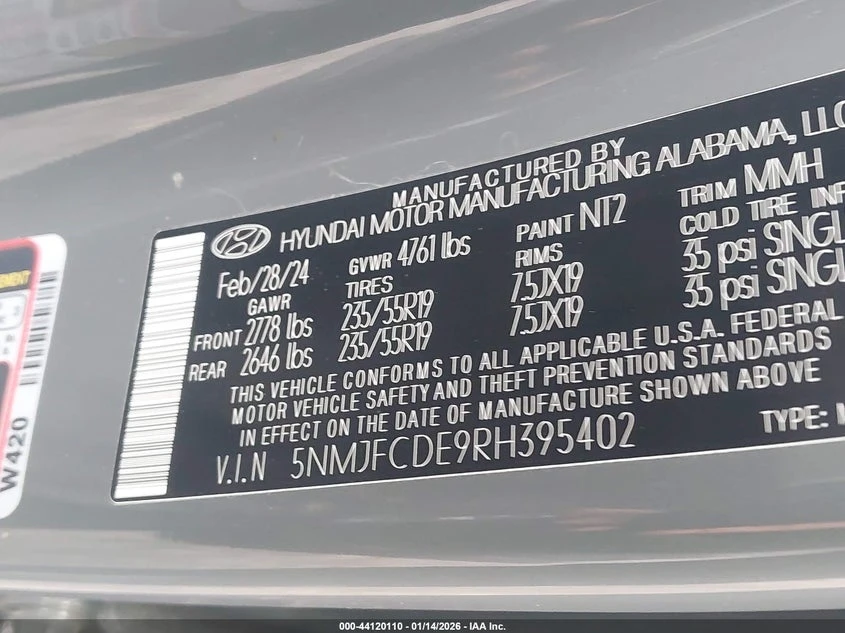 MANUFACTURED BY
HYUNDAI MOTOR MANUFACTURING ALABAMA, LLC
Feb/28/24 GVWR 4761 lbs PAINT NT2 TRIM MMH
GAWR TIRES RIMS COLD TIRE INF
FRONT 2778 lbs 235/55R19 7.5JX19 35 psi SINGL
REAR 2646 lbs 235/55R19 7.5JX19 35 psi SINGL
THIS VEHICLE CONFORMS TO ALL APPLICABLE U.S.A. FEDERAL
MOTOR VEHICLE SAFETY AND THEFT PREVENTION STANDARDS
IN EFFECT ON THE DATE OF MANUFACTURE SHOWN ABOVE
V.I.N 5NMJFCDE9RH395402 TYPE:
W420
000-44120110 - 01/14/2026 - IAA Inc.